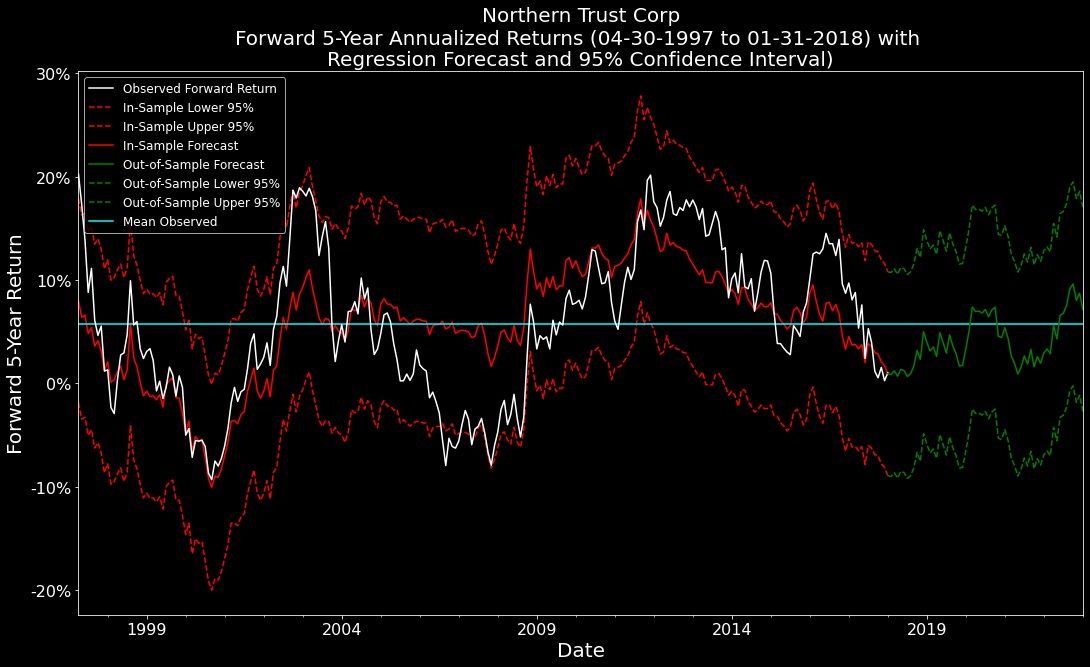 Northern Trust Corp
Forward 5-Year Annualized Returns (04-30-1997 to 01-31-2018) with
Regression Forecast and 95% Confidence Interval)
Forward 5-Year Return
30%
20%
10%
0%
-10%
-20%
Observed Forward Return
In-Sample Lower 95%
In-Sample Upper 95%
In-Sample Forecast
Out-of-Sample Forecast
Out-of-Sample Lower 95%
Out-of-Sample Upper 95%
Mean Observed
1999
2004
2009
2014
2019
Date